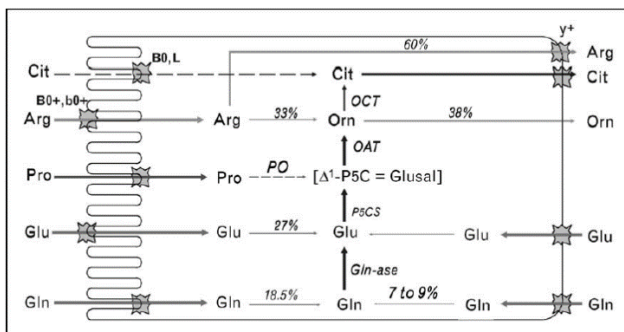 y+
60% Arg
B0,L
Cit Cit Cit
B0+,b0+ OCT
Arg Arg 33% Orn 38% Orn
OAT
Pro Pro PO [Δ¹-P5C = Glusal]
P5CS
Glu Glu 27% Glu Glu Glu
Gln-ase
Gln Gln 18.5% Gln 7 to 9% Gln Gln